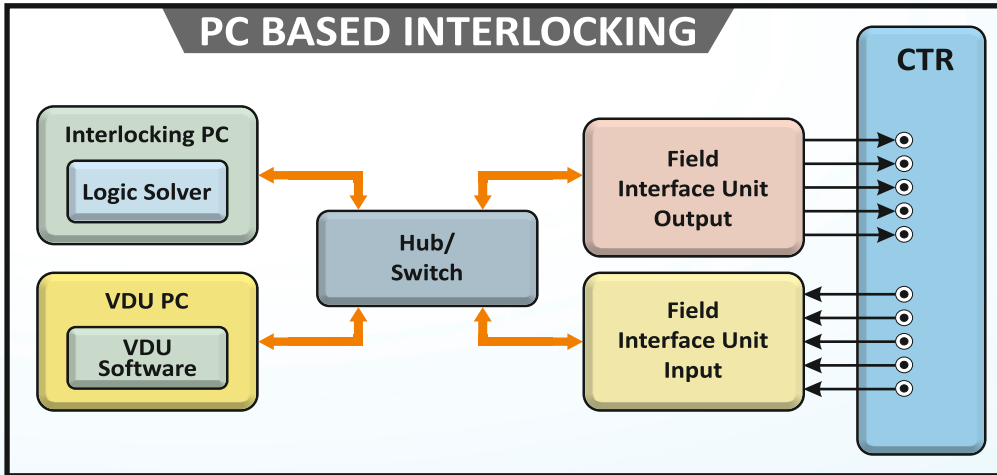 PC BASED INTERLOCKING
CTR
Interlocking PC
Logic Solver
Hub/
Switch
VDU PC
VDU
Software
Field
Interface Unit
Output
Field
Interface Unit
Input